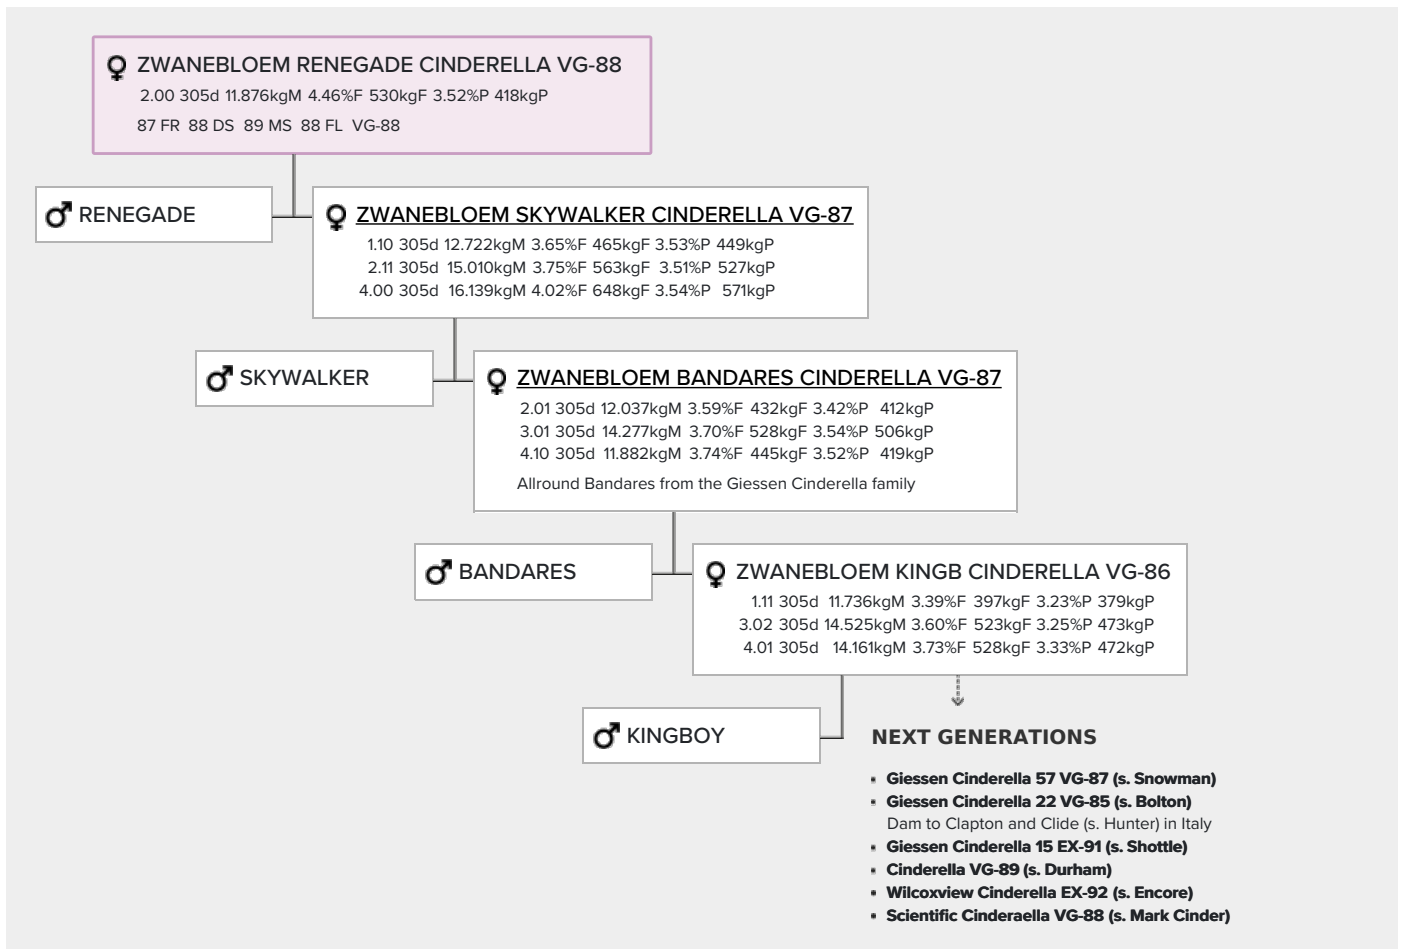 ZWANEBLOEM RENEGADE CINDERELLA VG-88
2.00 305d 11.876kgM 4.46%F 530kgF 3.52%P 418kgP
87 FR 88 DS 89 MS 88 FL VG-88
RENEGADE
ZWANEBLOEM SKYWALKER CINDERELLA VG-87
1.10 305d 12.722kgM 3.65%F 465kgF 3.53%P 449kgP
2.11 305d 15.010kgM 3.75%F 563kgF 3.51%P 527kgP
4.00 305d 16.139kgM 4.02%F 648kgF 3.54%P 571kgP
SKYWALKER
ZWANEBLOEM BANDARES CINDERELLA VG-87
2.01 305d 12.037kgM 3.59%F 432kgF 3.42%P 412kgP
3.01 305d 14.277kgM 3.70%F 528kgF 3.54%P 506kgP
4.10 305d 11.882kgM 3.74%F 445kgF 3.52%P 419kgP
Allround Bandares from the Giessen Cinderella family
BANDARES
ZWANEBLOEM KINGB CINDERELLA VG-86
1.11 305d 11.736kgM 3.39%F 397kgF 3.23%P 379kgP
3.02 305d 14.525kgM 3.60%F 523kgF 3.25%P 473kgP
4.01 305d 14.161kgM 3.73%F 528kgF 3.33%P 472kgP
KINGBOY
NEXT GENERATIONS
▪ Giessen Cinderella 57 VG-87 (s. Snowman)
▪ Giessen Cinderella 22 VG-85 (s. Bolton)
Dam to Clapton and Clide (s. Hunter) in Italy
▪ Giessen Cinderella 15 EX-91 (s. Shottle)
▪ Cinderella VG-89 (s. Durham)
▪ Wilcoxview Cinderella EX-92 (s. Encore)
▪ Scientific Cinderaella VG-88 (s. Mark Cinder)